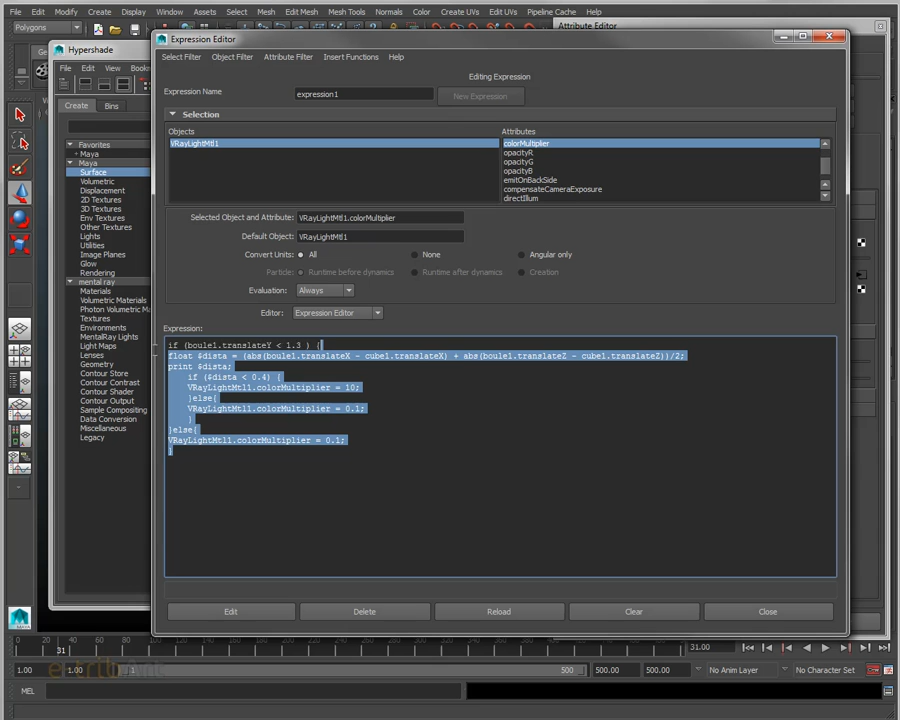 File Edit Modify Create Display Window Assets Select Mesh Mesh Tools Normals Color Create UVs Edit UVs Pipeline Cache Help
Attribute Editor
Polygons
Hypershade
Expression Editor
File Edit View
Select Filter Object Filter Attribute Filter Insert Functions Help
Editing Expression
Expression Name expression1 New Expression
Create Bins
Selection
Objects Attributes
VRayLightMtl1
colorMultiplier
opacityR
opacityG
opacityB
emitOnBackSide
compensateCameraExposure
directIllum
Favorites
+ Maya
Maya
Surface
Volumetric
Displacement
2D Textures
3D Textures
Env Textures
Other Textures
Lights
Utilities
Image Planes
Glow
Rendering
mental ray
Materials
Volumetric Materials
Photon Volumetric
Textures
Environments
MentalRay Lights
Light Maps
Lenses
Geometry
Contour Store
Contour Contrast
Contour Shader
Contour Output
Sample Compositing
Data Conversion
Miscellaneous
Legacy
Selected Object and Attribute: VRayLightMtl1.colorMultiplier
Default Object: VRayLightMtl1
Convert Units: All None Angular only
Particle: Runtime before dynamics Runtime after dynamics Creation
Evaluation: Always
Editor: Expression Editor
Expression:
if (boule1.translateY < 1.3 ) {
float $dista = (abs(boule1.translateX - cube1.translateX) + abs(boule1.translateZ - cube1.translateZ))/2;
print $dista;
if ($dista < 0.4) {
VRayLightMtl1.colorMultiplier = 10;
}else{
VRayLightMtl1.colorMultiplier = 0.1;
}
}else{
VRayLightMtl1.colorMultiplier = 0.1;
}
Edit Delete Reload Clear Close
31
31.00
1.00 1.00 1 500 500.00 500.00 No Anim Layer No Character Set
MEL